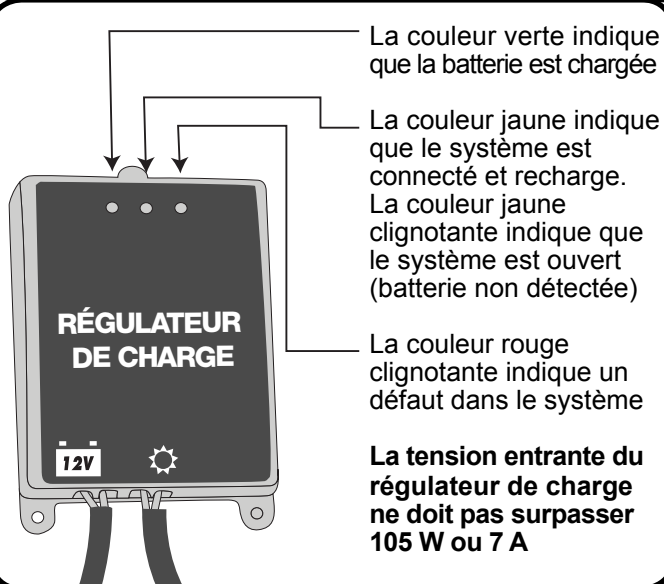 La couleur verte indique
que la batterie est chargée
La couleur jaune indique
que le système est
connecté et recharge.
La couleur jaune
clignotante indique que
le système est ouvert
(batterie non détectée)
La couleur rouge
clignotante indique un
défaut dans le système
La tension entrante du
régulateur de charge
ne doit pas surpasser
105 W ou 7 A
RÉGULATEUR
DE CHARGE
12V